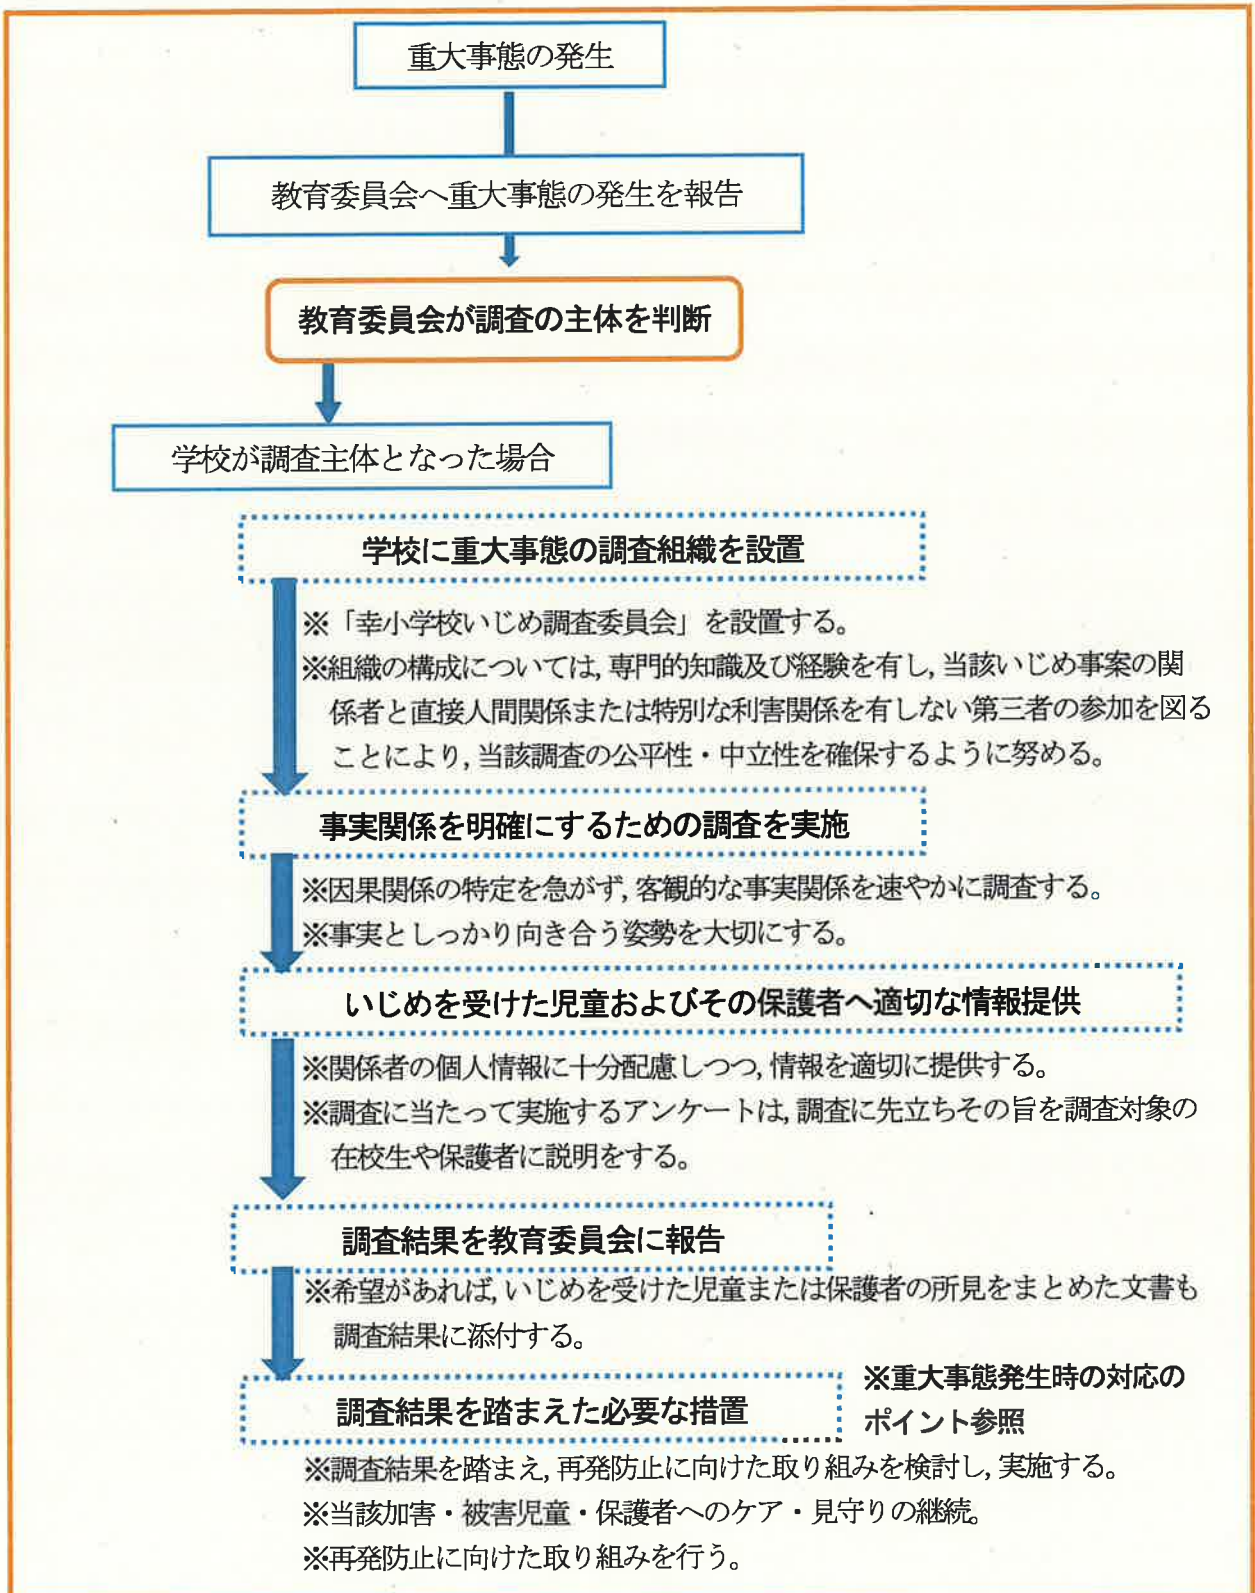 重大事態の発生
教育委員会へ重大事態の発生を報告
教育委員会が調査の主体を判断
学校が調査主体となった場合
学校に重大事態の調査組織を設置
※「幸小学校いじめ調査委員会」を設置する。
※組織の構成については,専門的知識及び経験を有し,当該いじめ事案の関
係者と直接人間関係または特別な利害関係を有しない第三者の参加を図る
ことにより,当該調査の公平性・中立性を確保するように努める。
事実関係を明確にするための調査を実施
※因果関係の特定を急がず,客観的な事実関係を速やかに調査する。
※事実としっかり向き合う姿勢を大切にする。
いじめを受けた児童およびその保護者へ適切な情報提供
※関係者の個人情報に十分配慮しつつ,情報を適切に提供する。
※調査に当たって実施するアンケートは,調査に先立ちその旨を調査対象の
在校生や保護者に説明をする。
調査結果を教育委員会に報告
※希望があれば,いじめを受けた児童または保護者の所見をまとめた文書も
調査結果に添付する。
調査結果を踏まえた必要な措置
※重大事態発生時の対応の
ポイント参照
※調査結果を踏まえ,再発防止に向けた取り組みを検討し,実施する。
※当該加害・被害児童・保護者へのケア・見守りの継続。
※再発防止に向けた取り組みを行う。